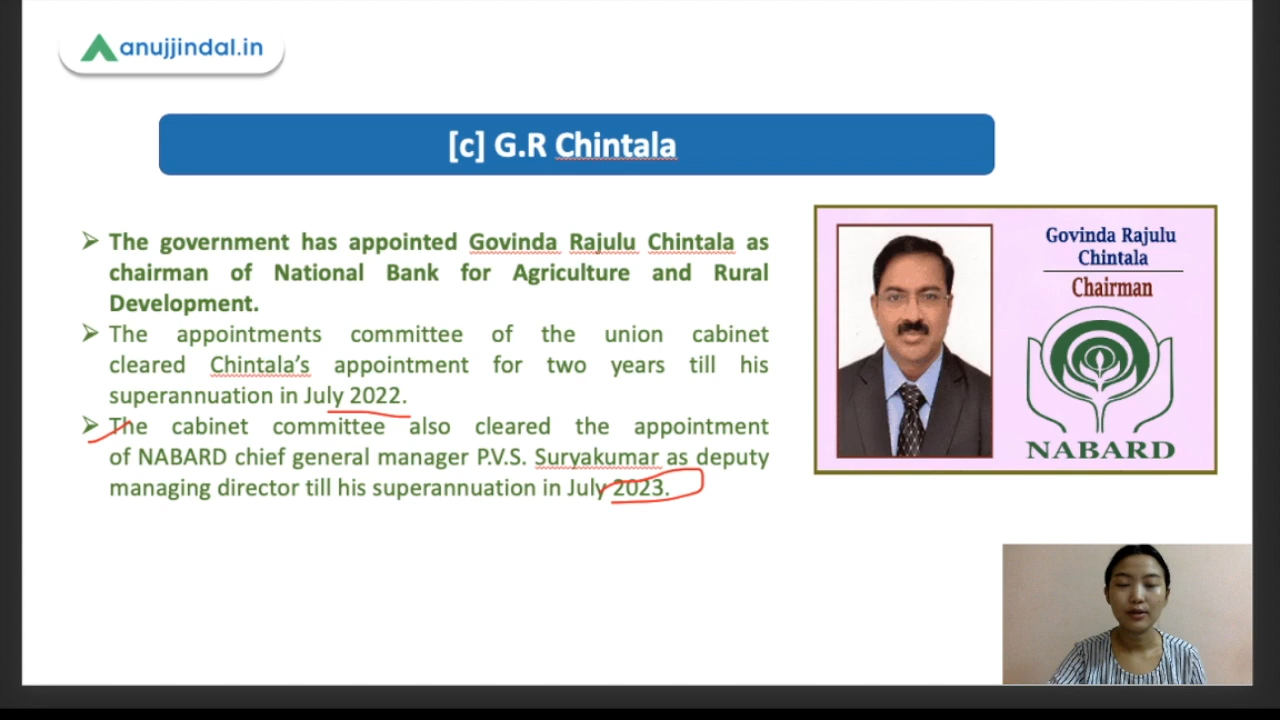 anujjindal.in
[c] G.R Chintala
➢ The government has appointed Govinda Rajulu Chintala as
chairman of National Bank for Agriculture and Rural
Development.
➢ The appointments committee of the union cabinet
cleared Chintala's appointment for two years till his
superannuation in July 2022.
➢ The cabinet committee also cleared the appointment
of NABARD chief general manager P.V.S. Suryakumar as deputy
managing director till his superannuation in July 2023.
Govinda Rajulu
Chintala
Chairman
NABARD